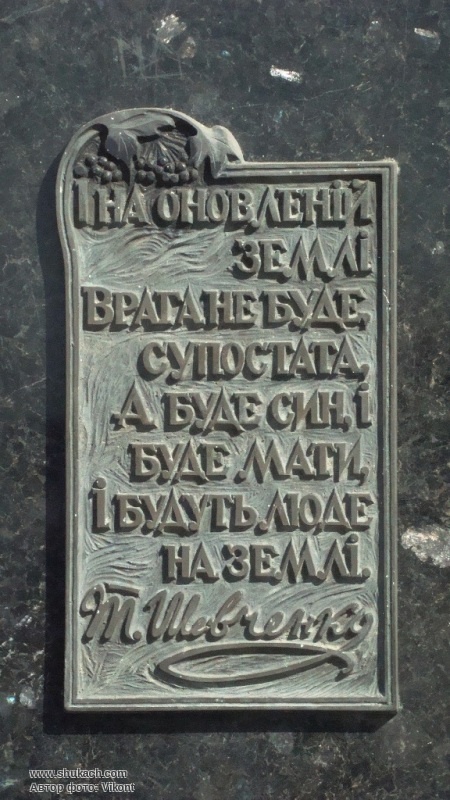 І НА ОНОВЛЕНІЙ
ЗЕМЛІ
ВРАГА НЕ БУДЕ,
СУПОСТАТА,
А БУДЕ СИН, І
БУДЕ МАТИ,
І БУДУТЬ ЛЮДЕ
НА ЗЕМЛІ.
Т. Шевченко
www.shukach.com
Автор фото: Vikont